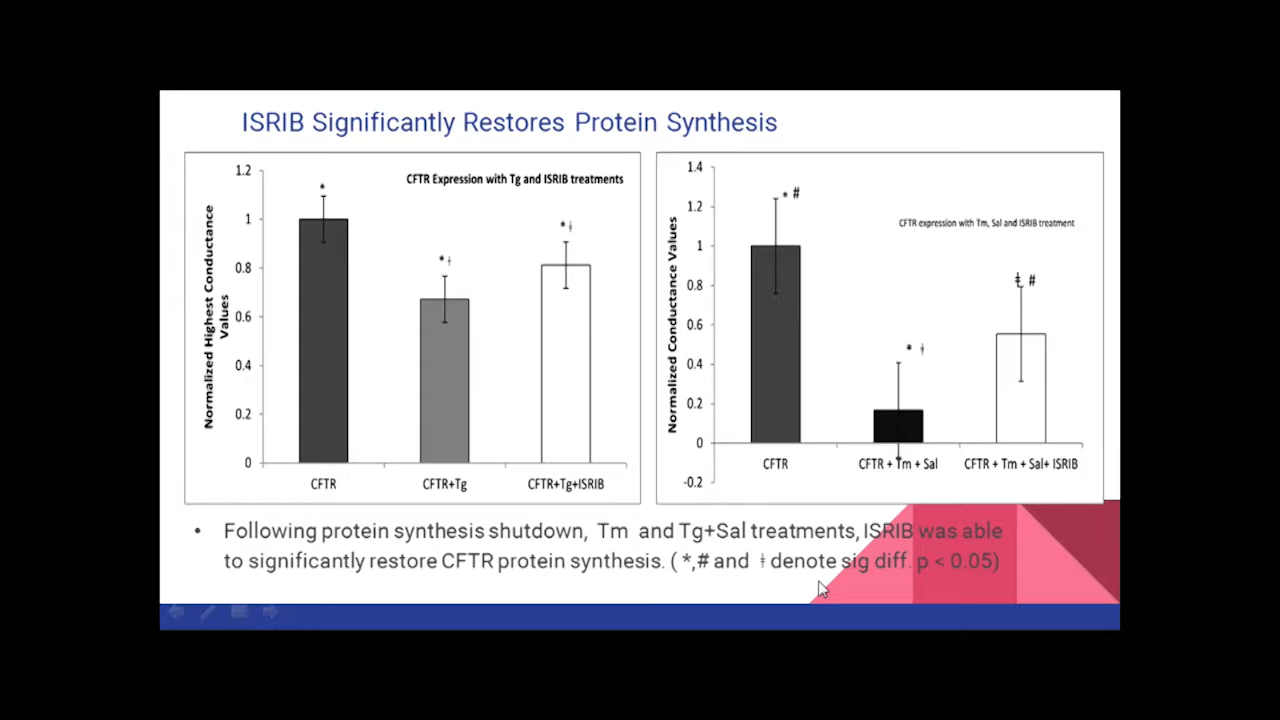 ISRIB Significantly Restores Protein Synthesis
CFTR Expression with Tg and ISRIB treatments
Normalized Highest Conductance
Values
1.2
1
0.8
0.6
0.4
0.2
0
*
* ǂ
* ǂ
CFTR
CFTR+Tg
CFTR+Tg+ISRIB
CFTR expression with Tm, Sal and ISRIB treatment
Normalized Conductance Values
1.4
1.2
1
0.8
0.6
0.4
0.2
0
-0.2
* #
* ǂ
ǂ #
CFTR
CFTR + Tm + Sal
CFTR + Tm + Sal+ ISRIB
• Following protein synthesis shutdown, Tm and Tg+Sal treatments, ISRIB was able
to significantly restore CFTR protein synthesis. ( *,# and ǂ denote sig diff. p < 0.05)